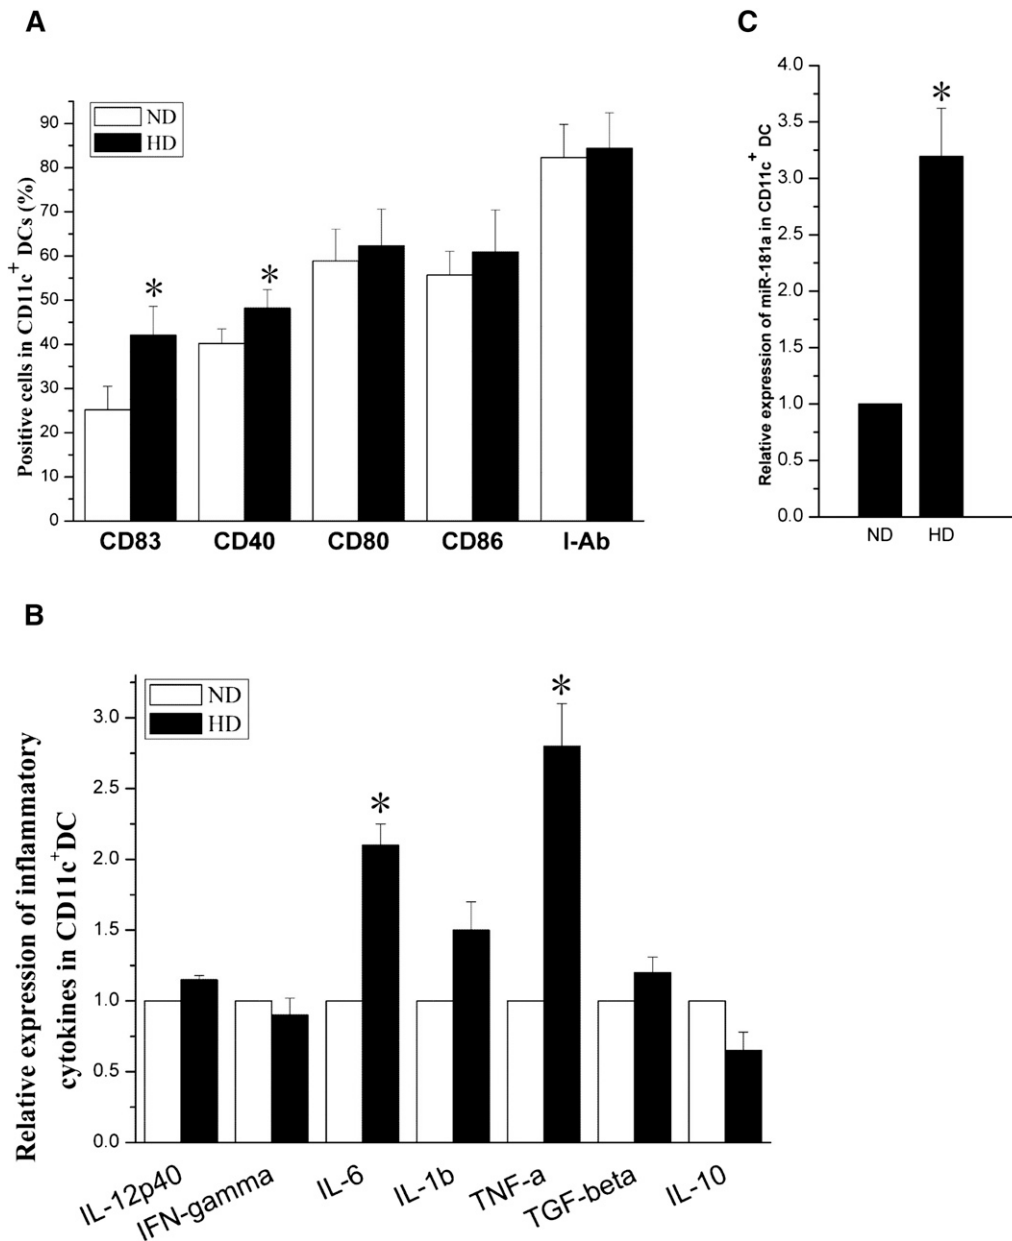 A
ND
HD
Positive cells in CD11c+ DCs (%)
90
80
70
60
50
40
30
20
10
0
*
*
CD83 CD40 CD80 CD86 I-Ab
C
Relative expression of miR-181a in CD11c+ DC
4.0
3.5
3.0
2.5
2.0
1.5
1.0
0.5
0.0
*
ND HD
B
ND
HD
Relative expression of inflammatory
cytokines in CD11c+DC
3.0
2.5
2.0
1.5
1.0
0.5
0.0
*
*
IL-12p40 IFN-gamma IL-6 IL-1b TNF-a TGF-beta IL-10